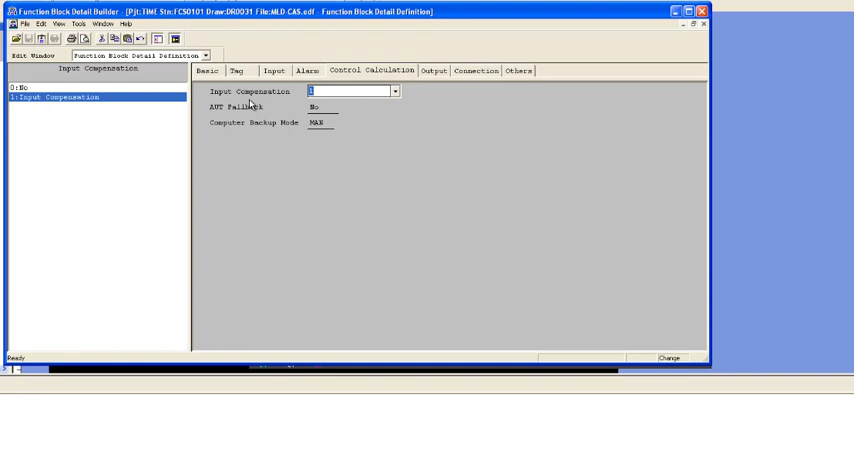 Function Block Detail Builder - [Pjt:TIME Stn:FCS0101 Draw:DR0031 File:MLD-CAS.edf - Function Block Detail Definition]
File Edit View Tools Window Help
Edit Window Function Block Detail Definition
Input Compensation
0:No
1:Input Compensation
Basic Tag Input Alarm Control Calculation Output Connection Others
Input Compensation 1
AUT Fallback No
Computer Backup Mode MAN
Ready Change